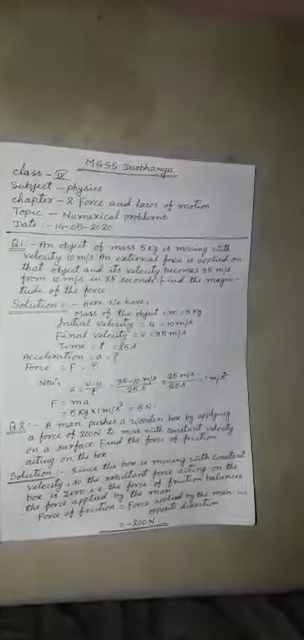 MGSS Darbhanga
Class - IX
Subject - physics
chapter - 2 Force and laws of motion
Topic - Numerical problems
Date :- 14-05-2020
Q1:- An object of mass 5 Kg is moving with
velocity 10 m/s. An external force is applied on
that object and its velocity becomes 35 m/s
from 10 m/s in 25 seconds. Find the magni-
tude of the force
Solution :- Here we have,
Mass of the object = m = 5 Kg
Initial velocity = u = 10 m/s
Final velocity = v = 35 m/s
Time = t = 25 s
Acceleration = a = ?
Force = F = ?
Now, a = v-u/t = 35-10 m/s/25 s = 25 m/s/25 s = 1 m/s²
F = ma
= 5 Kg x 1 m/s² = 5 N.
Q2:- A man pushes a wooden box by applying
a force of 200N to move with constant velocity
on a surface Find the force of friction
acting on the box
Solution :- Since the box is moving with constant
velocity, so the resultant force acting on the
box is zero i.e the force of friction balances
the force applied by the man
Force of friction = Force applied by the man in
opposite direction
= -200N